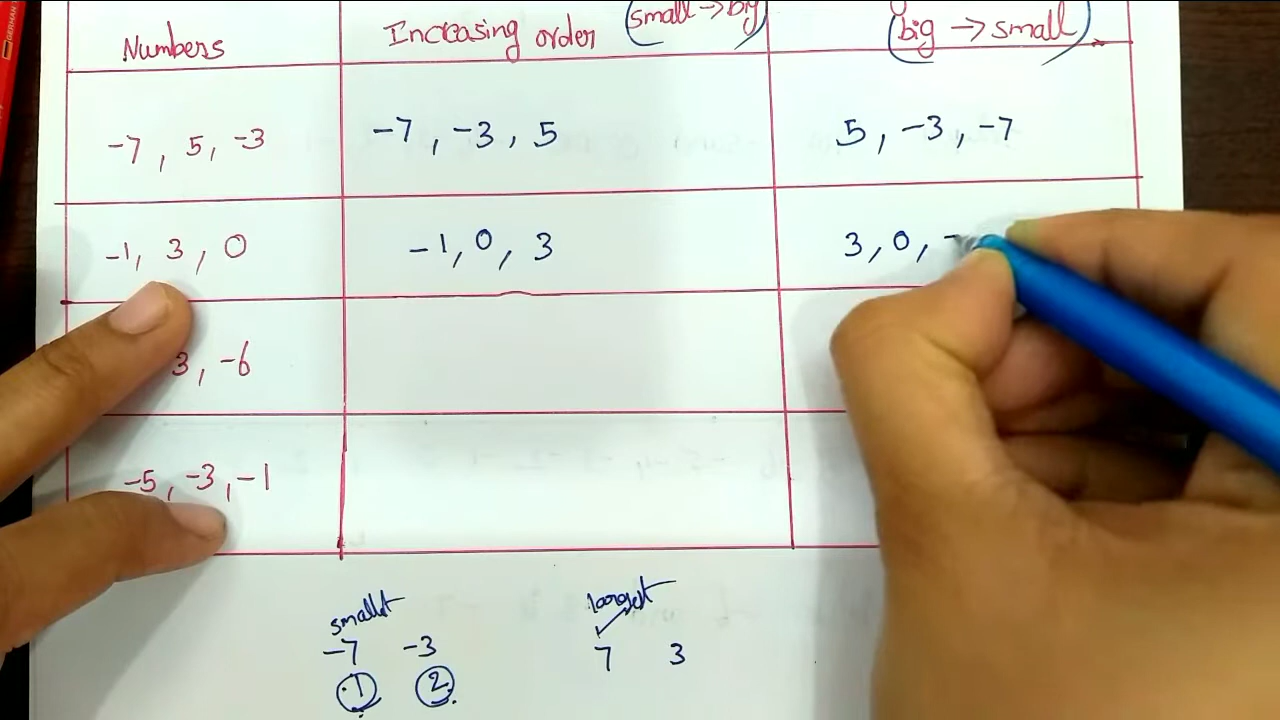 GERMAN
Numbers Increasing order (small → big) (big → small)
-7, 5, -3 -7, -3, 5 5, -3, -7
-1, 3, 0 -1, 0, 3 3, 0, -
3, -6
-5, -3, -1
smallest largest
-7 -3 7 3
1 2